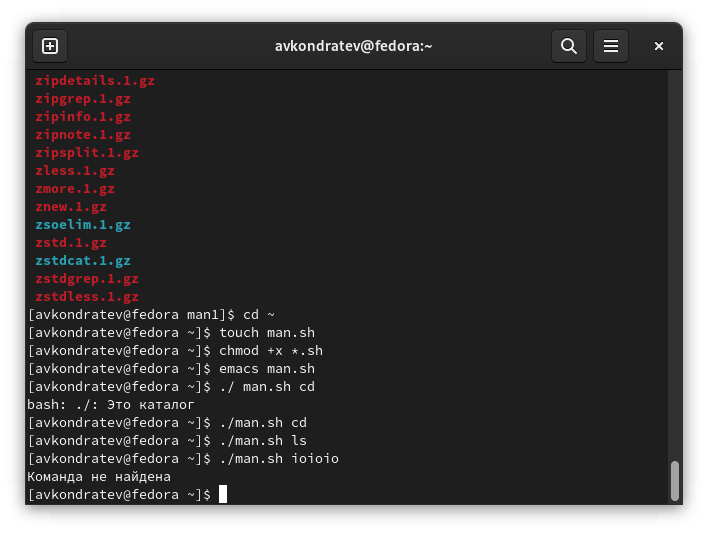 avkondratev@fedora:~
zipdetails.1.gz
zipgrep.1.gz
zipinfo.1.gz
zipnote.1.gz
zipsplit.1.gz
zless.1.gz
zmore.1.gz
znew.1.gz
zsoelim.1.gz
zstd.1.gz
zstdcat.1.gz
zstdgrep.1.gz
zstdless.1.gz
[avkondratev@fedora man1]$ cd ~
[avkondratev@fedora ~]$ touch man.sh
[avkondratev@fedora ~]$ chmod +x *.sh
[avkondratev@fedora ~]$ emacs man.sh
[avkondratev@fedora ~]$ ./ man.sh cd
bash: ./: Это каталог
[avkondratev@fedora ~]$ ./man.sh cd
[avkondratev@fedora ~]$ ./man.sh ls
[avkondratev@fedora ~]$ ./man.sh ioioio
Команда не найдена
[avkondratev@fedora ~]$